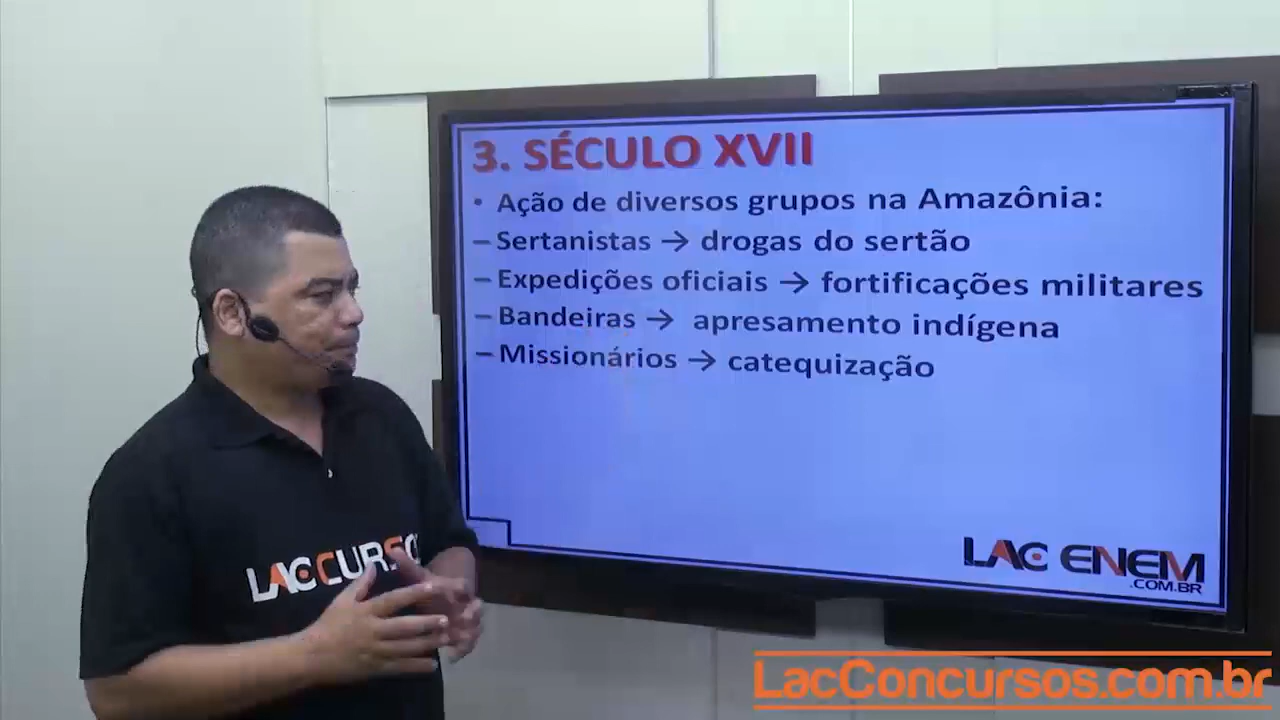 3. SÉCULO XVII
• Ação de diversos grupos na Amazônia:
– Sertanistas → drogas do sertão
– Expedições oficiais → fortificações militares
– Bandeiras → apresamento indígena
– Missionários → catequização
LAC ENEM
.COM.BR
LACCURSO
LacConcursos.com.br